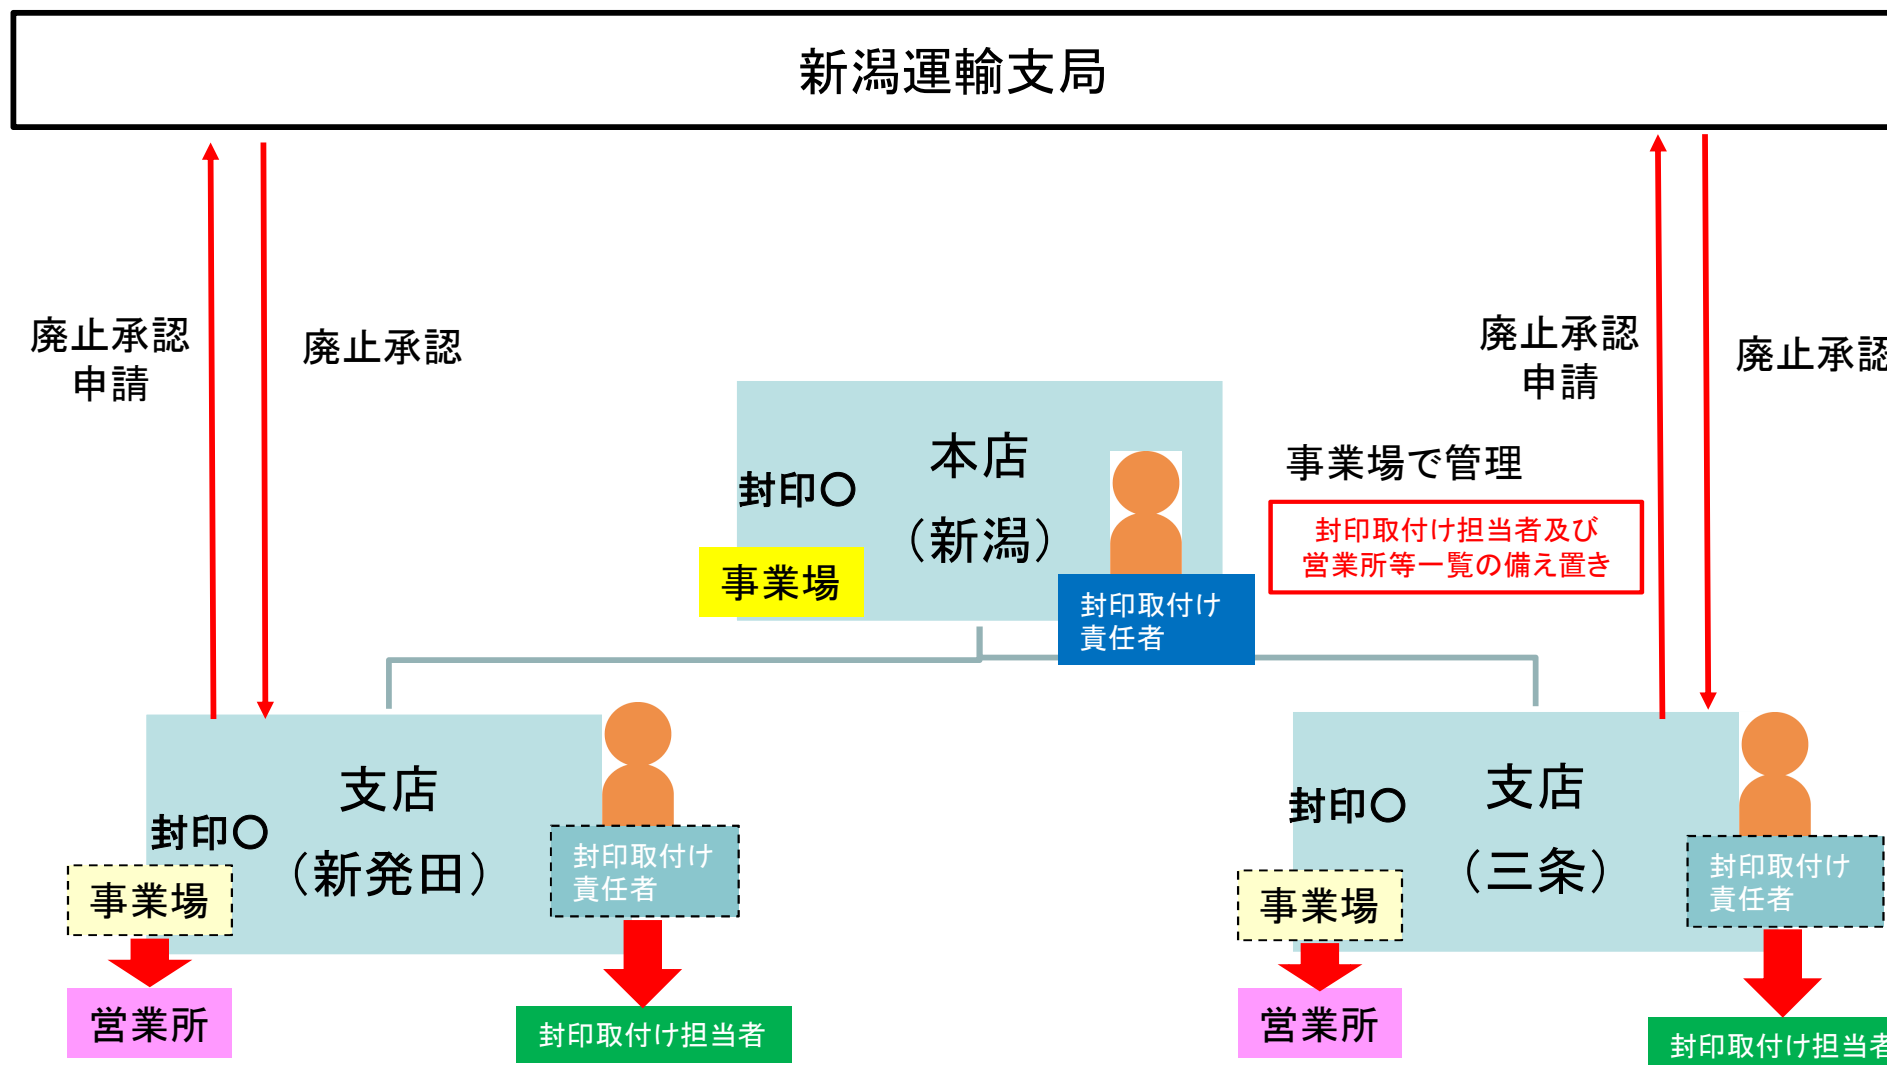 新潟運輸支局
廃止承認
申請
廃止承認
廃止承認
申請
廃止承認
本店
（新潟）
封印〇
事業場
封印取付け
責任者
事業場で管理
封印取付け担当者及び
営業所等一覧の備え置き
支店
（新発田）
封印〇
事業場
封印取付け
責任者
営業所
封印取付け担当者
支店
（三条）
封印〇
事業場
封印取付け
責任者
営業所
封印取付け担当者